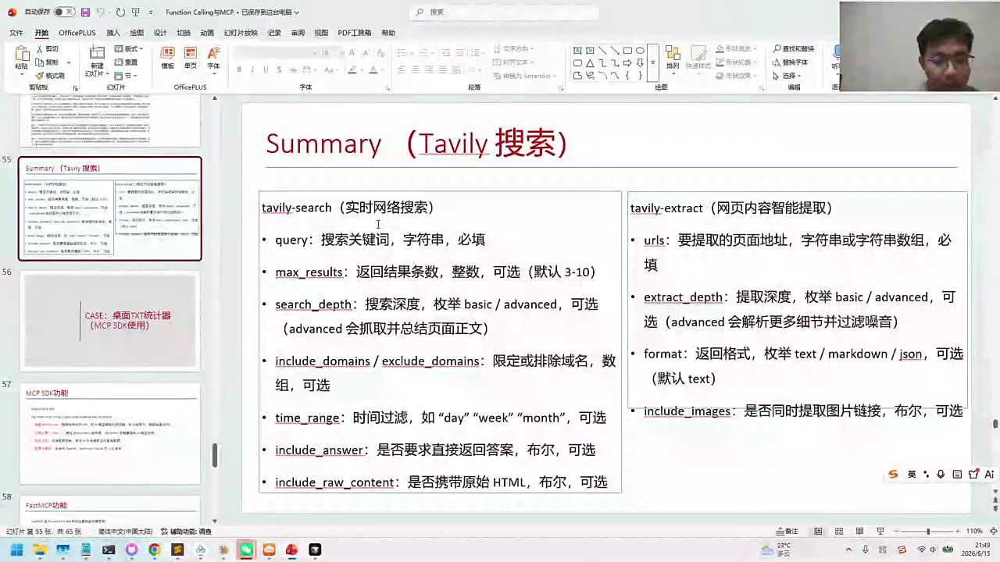 自动保存 关 Function Calling与MCP • 已保存到这台电脑 搜索
文件 开始 OfficePLUS 插入 绘图 设计 切换 动画 幻灯片放映 记录 审阅 视图 PDF工具箱 帮助
粘贴 剪切 复制 格式刷
剪贴板
新建
幻灯片 版式 重置 节
幻灯片
模板 单页 字体
OfficePLUS
字体
文字方向
对齐文本
转换为 SmartArt
段落
排列 快速样式
形状填充
形状轮廓
形状效果
绘图
查找和替换
替换字体
选择
编辑
55
Summary (Tavily 搜索)
56
CASE：桌面TXT统计器
（MCP SDK使用）
57
MCP SDK功能
58
FastMCP功能
Summary （Tavily 搜索）
tavily-search（实时网络搜索）
query：搜索关键词，字符串，必填
• max_results：返回结果条数，整数，可选（默认 3-10）
• search_depth：搜索深度，枚举 basic / advanced，可选
（advanced 会抓取并总结页面正文）
• include_domains / exclude_domains：限定或排除域名，数
组，可选
• time_range：时间过滤，如 “day” “week” “month”，可选
• include_answer：是否要求直接返回答案，布尔，可选
• include_raw_content：是否携带原始 HTML，布尔，可选
tavily-extract（网页内容智能提取）
urls：要提取的页面地址，字符串或字符串数组，必
填
• extract_depth：提取深度，枚举 basic / advanced，可
选（advanced 会解析更多细节并过滤噪音）
• format：返回格式，枚举 text / markdown / json，可选
（默认 text）
• include_images：是否同时提取图片链接，布尔，可选
英
幻灯片 第 55 张，共 65 张 简体中文(中国大陆) 辅助功能: 调查 备注 110%
23°C
多云
21:49
2026/6/15